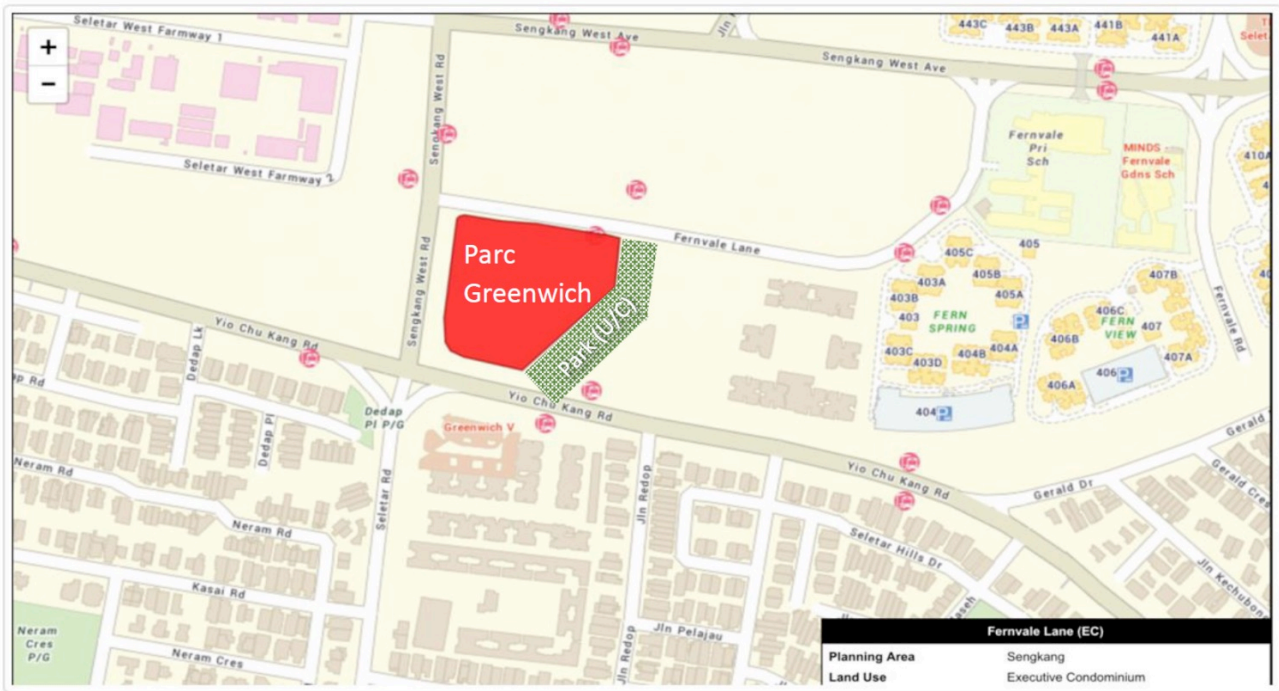 +
−
Seletar West Farmway 1
Sengkang West Ave
Sengkang West Ave
443C
443B
443A
441B
441A
Sengkang West Rd
Seletar West Farmway 2
Fernvale
Pri
Sch
MINDS
Fernvale
Gdns Sch
410A
Parc
Greenwich
Park (U/C)
Fernvale Lane
Sengkang West Rd
405C
405
405B
403A
403B
405A
403
FERN
SPRING
403C
403D
404B
404A
404
407B
406C
FERN
VIEW
407
406B
407A
406A
406
Fernvale Rd
Yio Chu Kang Rd
Dedap Lk
Dedap Pl
Dedap
Pl P/G
Greenwich V
Yio Chu Kang Rd
Yio Chu Kang Rd
Gerald Dr
Gerald
Gerald Cres
Neram Rd
Neram Rd
Seletar Rd
Jln Redop
Seletar Hills Dr
Jln Kechubong
Kasai Rd
Neram
Cres
P/G
Neram Cres
Jln Redop
Jln Pelajau
Fernvale Lane (EC)
Planning Area Sengkang
Land Use Executive Condominium